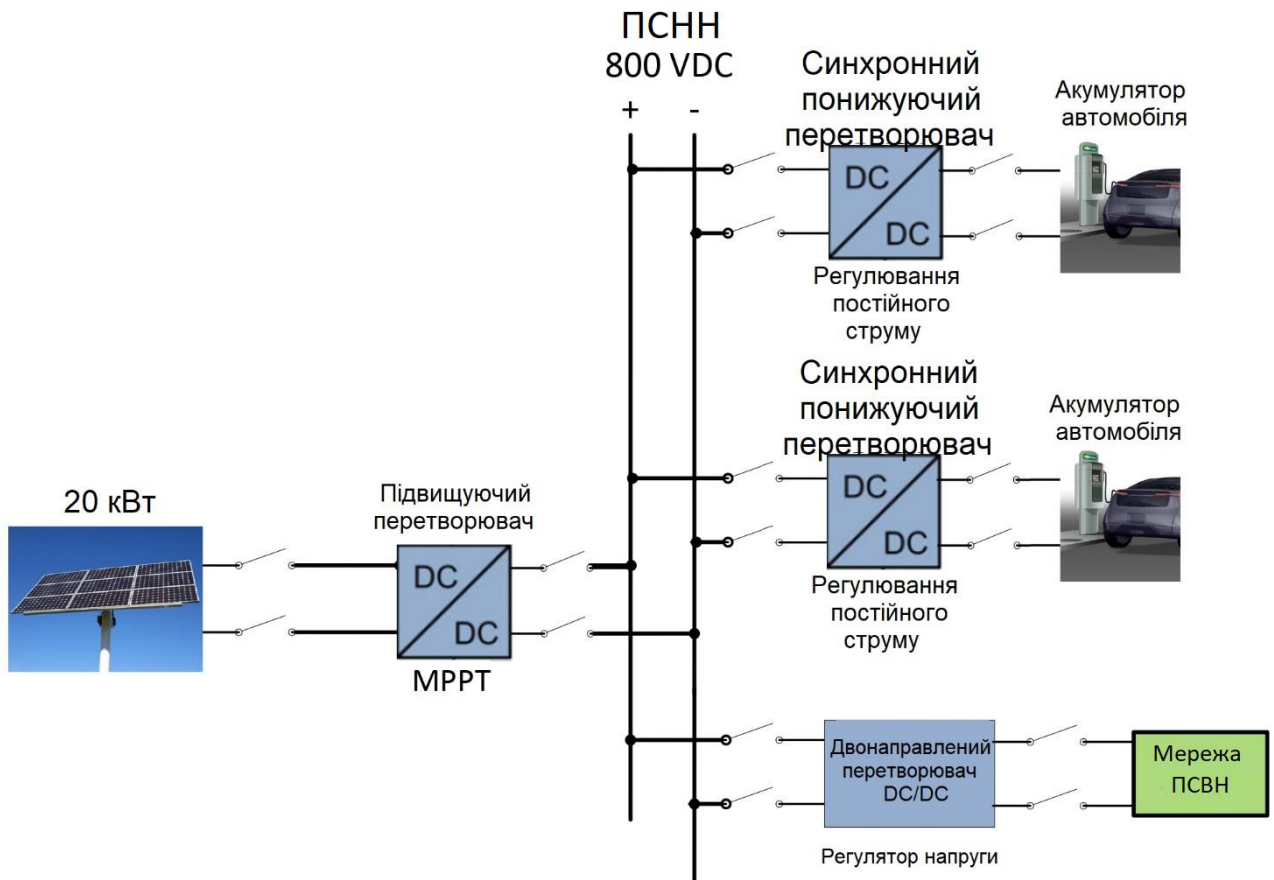 ПСНН
800 VDC
+ -
Синхронний
понижуючий
перетворювач
DC
DC
Регулювання
постійного
струму
Акумулятор
автомобіля
Синхронний
понижуючий
перетворювач
DC
DC
Регулювання
постійного
струму
Акумулятор
автомобіля
20 кВт
Підвищуючий
перетворювач
DC
DC
МРРТ
Двонаправлений
перетворювач
DC/DC
Регулятор напруги
Мережа
ПСВН